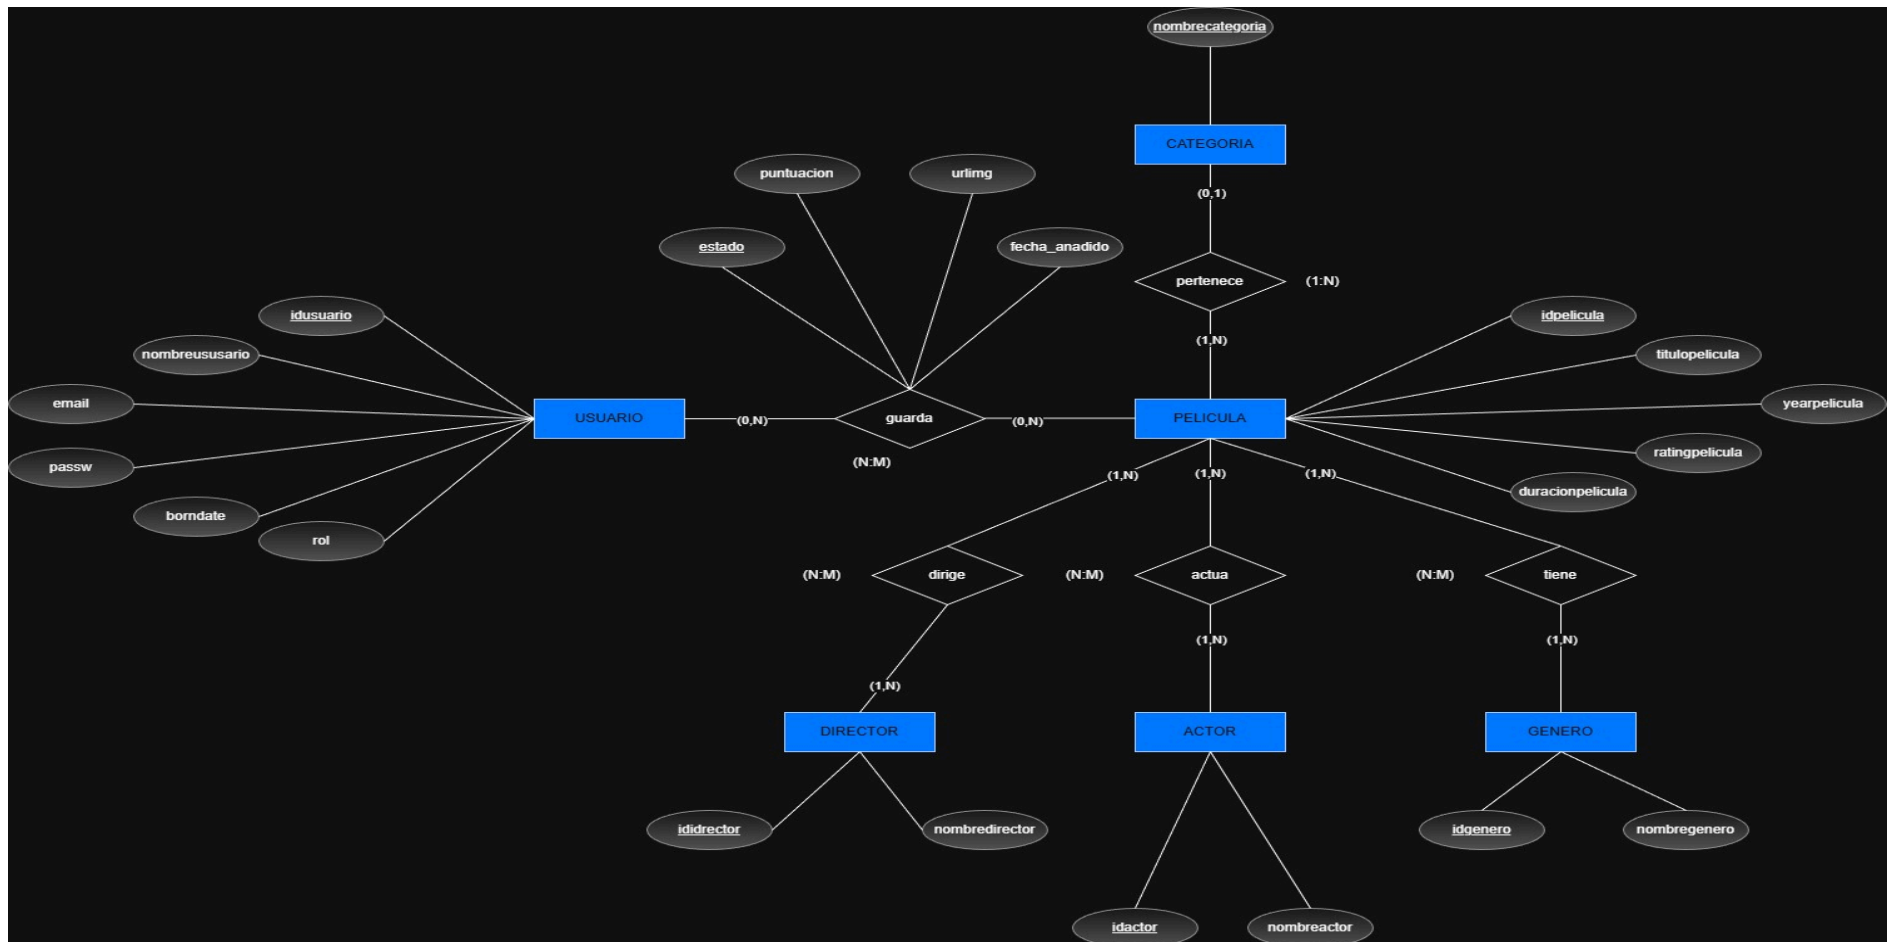 nombrecategoria
CATEGORIA
(0,1)
pertenece
(1:N)
(1,N)
puntuacion
urlimg
estado
fecha_anadido
idusuario
nombreususario
email
passw
borndate
rol
USUARIO
(0,N)
guarda
(N:M)
(0,N)
PELICULA
idpelicula
titulopelicula
yearpelicula
ratingpelicula
duracionpelicula
(1,N)
(1,N)
(1,N)
(N:M)
dirige
(N:M)
actua
(N:M)
tiene
(1,N)
(1,N)
(1,N)
DIRECTOR
ACTOR
GENERO
ididrector
nombredirector
idactor
nombreactor
idgenero
nombregenero